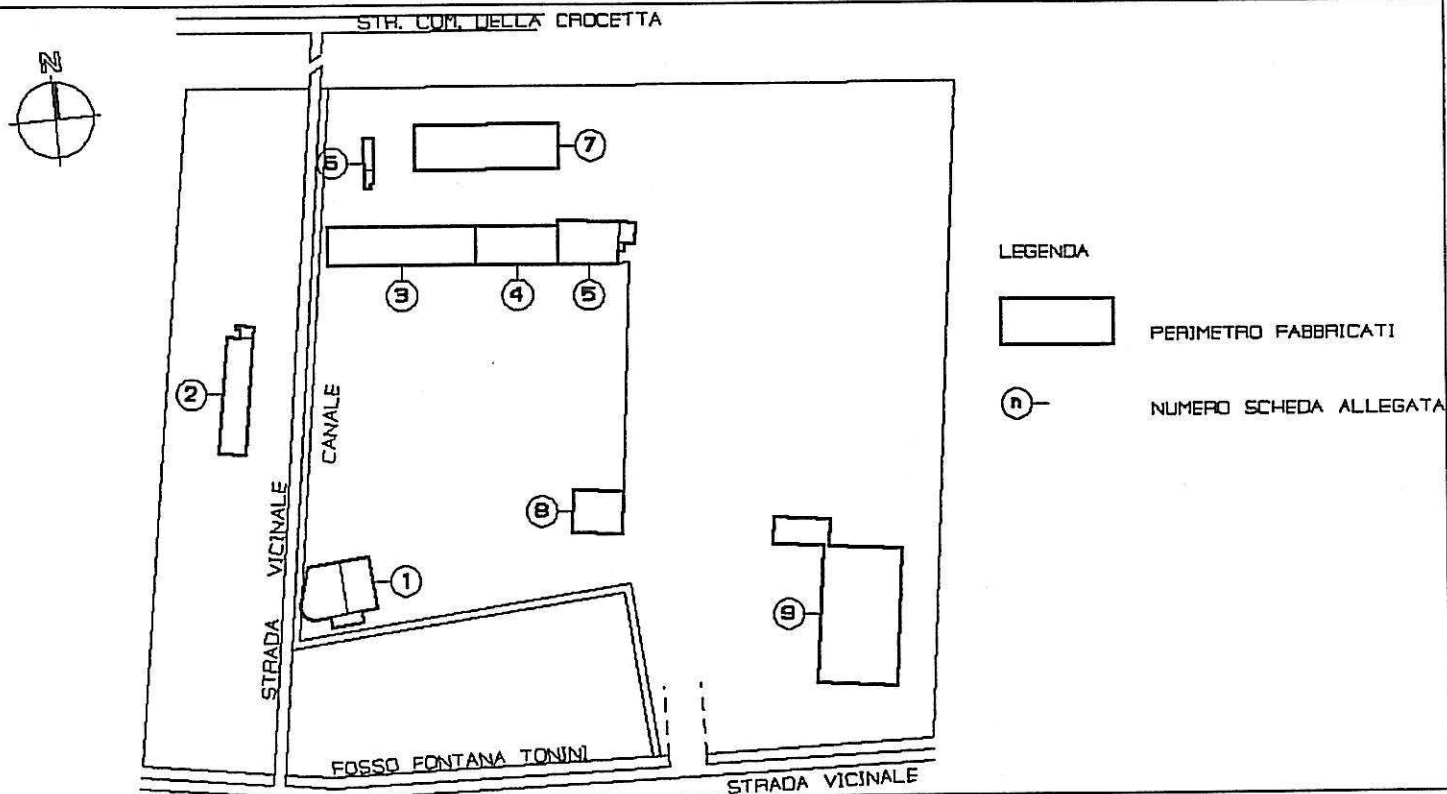 STR. COM. DELLA CROCETTA
N
7
6
3
4
5
LEGENDA
PERIMETRO FABBRICATI
n
NUMERO SCHEDA ALLEGATA
2
CANALE
STRADA VICINALE
8
1
9
FOSSO FONTANA TONINI
STRADA VICINALE